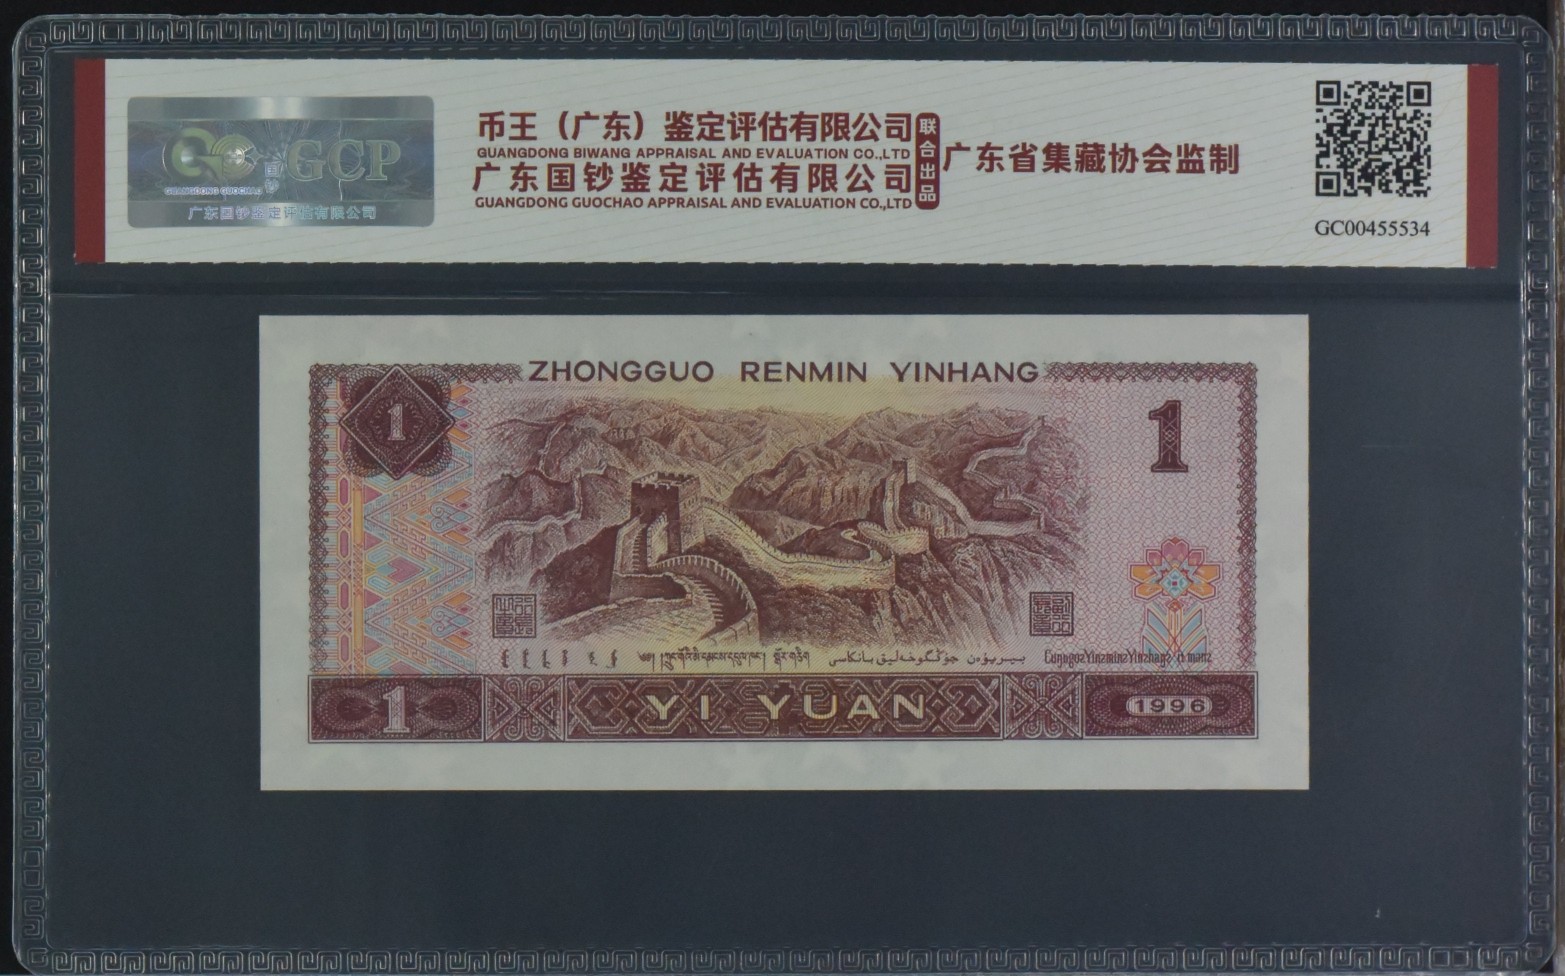 GCP
GUANGDONG GUOCHAO
广东国钞鉴定评估有限公司
币王（广东）鉴定评估有限公司
GUANGDONG BIWANG APPRAISAL AND EVALUATION CO.,LTD
广东国钞鉴定评估有限公司
GUANGDONG GUOCHAO APPRAISAL AND EVALUATION CO.,LTD
联合出品
广东省集藏协会监制
GC00455534
ZHONGGUO RENMIN YINHANG
1
1
1
YI YUAN
1996